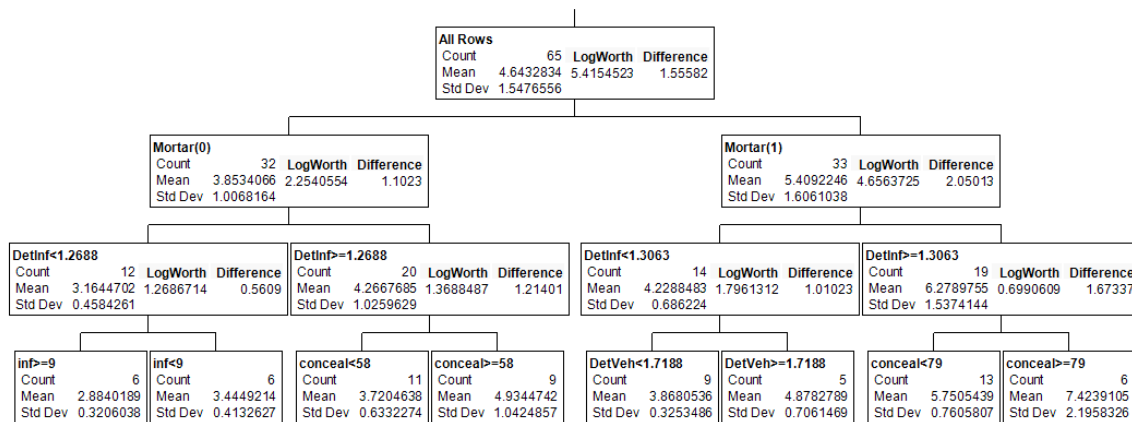 All Rows
Count 65 LogWorth Difference
Mean 4.6432834 5.4154523 1.55582
Std Dev 1.5476556
Mortar(0)
Count 32 LogWorth Difference
Mean 3.8534066 2.2540554 1.1023
Std Dev 1.0068164
Mortar(1)
Count 33 LogWorth Difference
Mean 5.4092246 4.6563725 2.05013
Std Dev 1.6061038
DetInf<1.2688
Count 12 LogWorth Difference
Mean 3.1644702 1.2686714 0.5609
Std Dev 0.4584261
DetInf>=1.2688
Count 20 LogWorth Difference
Mean 4.2667685 1.3688487 1.21401
Std Dev 1.0259629
DetInf<1.3063
Count 14 LogWorth Difference
Mean 4.2288483 1.7961312 1.01023
Std Dev 0.686224
DetInf>=1.3063
Count 19 LogWorth Difference
Mean 6.2789755 0.6990609 1.67337
Std Dev 1.5374144
inf>=9
Count 6
Mean 2.8840189
Std Dev 0.3206038
inf<9
Count 6
Mean 3.4449214
Std Dev 0.4132627
conceal<58
Count 11
Mean 3.7204638
Std Dev 0.6332274
conceal>=58
Count 9
Mean 4.9344742
Std Dev 1.0424857
DetVeh<1.7188
Count 9
Mean 3.8680536
Std Dev 0.3253486
DetVeh>=1.7188
Count 5
Mean 4.8782789
Std Dev 0.7061469
conceal<79
Count 13
Mean 5.7505439
Std Dev 0.7605807
conceal>=79
Count 6
Mean 7.4239105
Std Dev 2.1958326